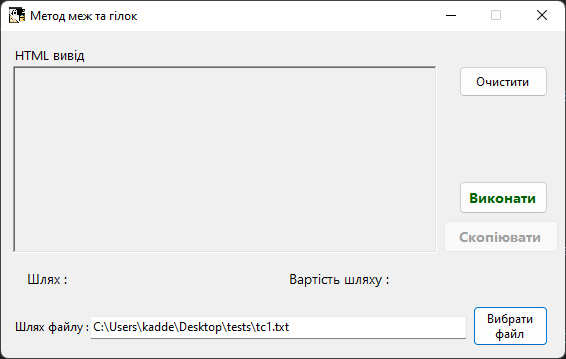 Метод меж та гілок
HTML вивід
Очистити
Виконати
Скопіювати
Шлях :
Вартість шляху :
Шлях файлу :
C:\Users\kadde\Desktop\tests\tc1.txt
Вибрати
файл